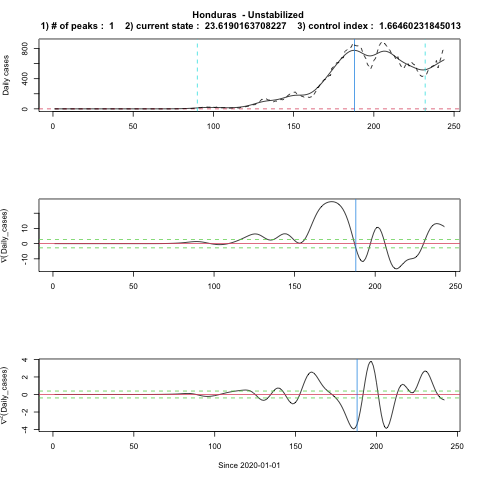 Honduras - Unstabilized
1) # of peaks : 1 2) current state : 23.6190163708227 3) control index : 1.66460231845013
Daily cases
0 400 800
0 50 100 150 200 250
∇(Daily_cases)
-10 0 10
0 50 100 150 200 250
∇²(Daily_cases)
-4 -2 0 2 4
0 50 100 150 200 250
Since 2020-01-01